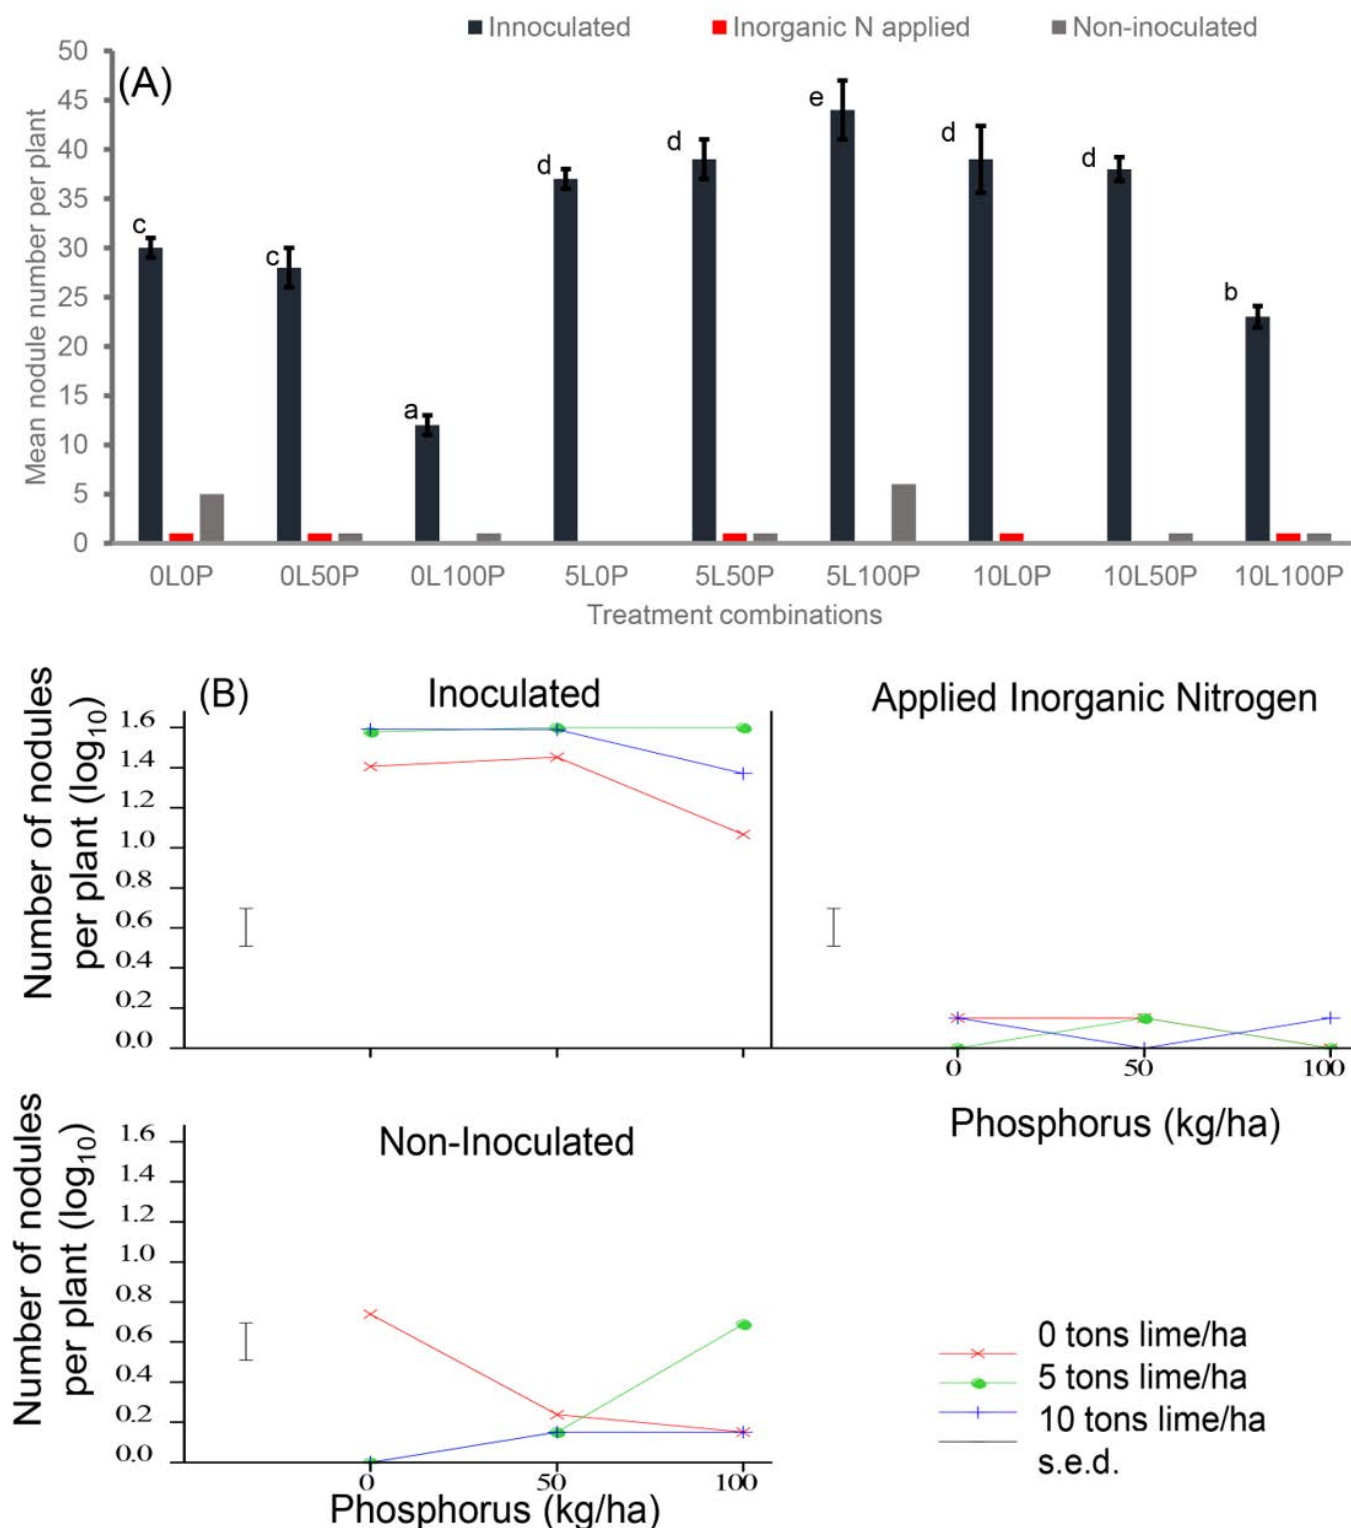 Innoculated Inorganic N applied Non-inoculated
(A)
Mean nodule number per plant
50
45
40
35
30
25
20
15
10
5
0
c c a d d e d d b
0L0P 0L50P 0L100P 5L0P 5L50P 5L100P 10L0P 10L50P 10L100P
Treatment combinations
(B)
Inoculated
Applied Inorganic Nitrogen
Number of nodules
per plant (log10)
1.6
1.4
1.2
1.0
0.8
0.6
0.4
0.2
0.0
0 50 100
Phosphorus (kg/ha)
Non-Inoculated
Number of nodules
per plant (log10)
1.6
1.4
1.2
1.0
0.8
0.6
0.4
0.2
0.0
0 50 100
Phosphorus (kg/ha)
0 tons lime/ha
5 tons lime/ha
10 tons lime/ha
s.e.d.